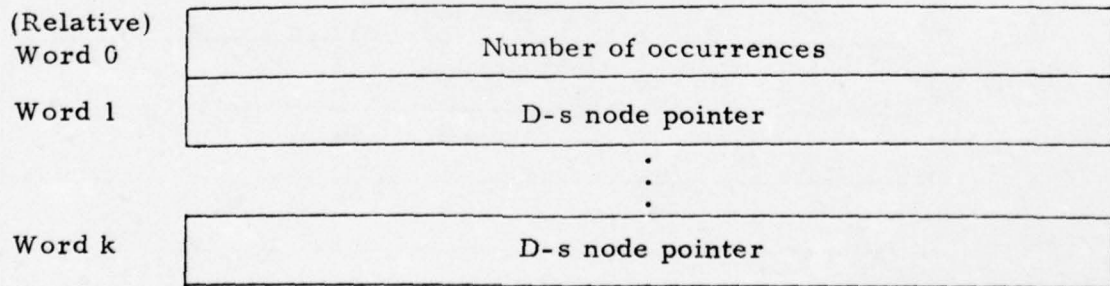 (Relative)
Word 0 Number of occurrences
Word 1 D-s node pointer
Word k D-s node pointer